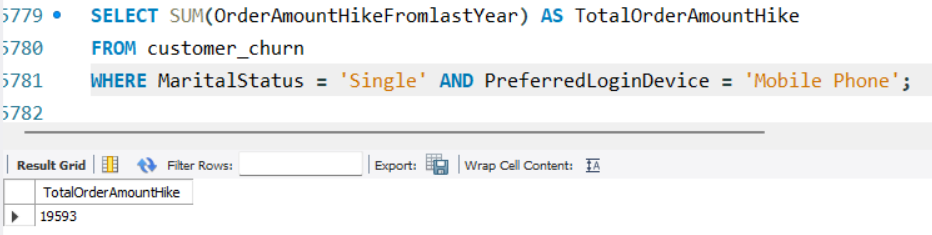 5779 SELECT SUM(OrderAmountHikeFromlastYear) AS TotalOrderAmountHike
5780 FROM customer_churn
5781 WHERE MaritalStatus = 'Single' AND PreferredLoginDevice = 'Mobile Phone';
5782
Result Grid Filter Rows: Export: Wrap Cell Content:
TotalOrderAmountHike
19593